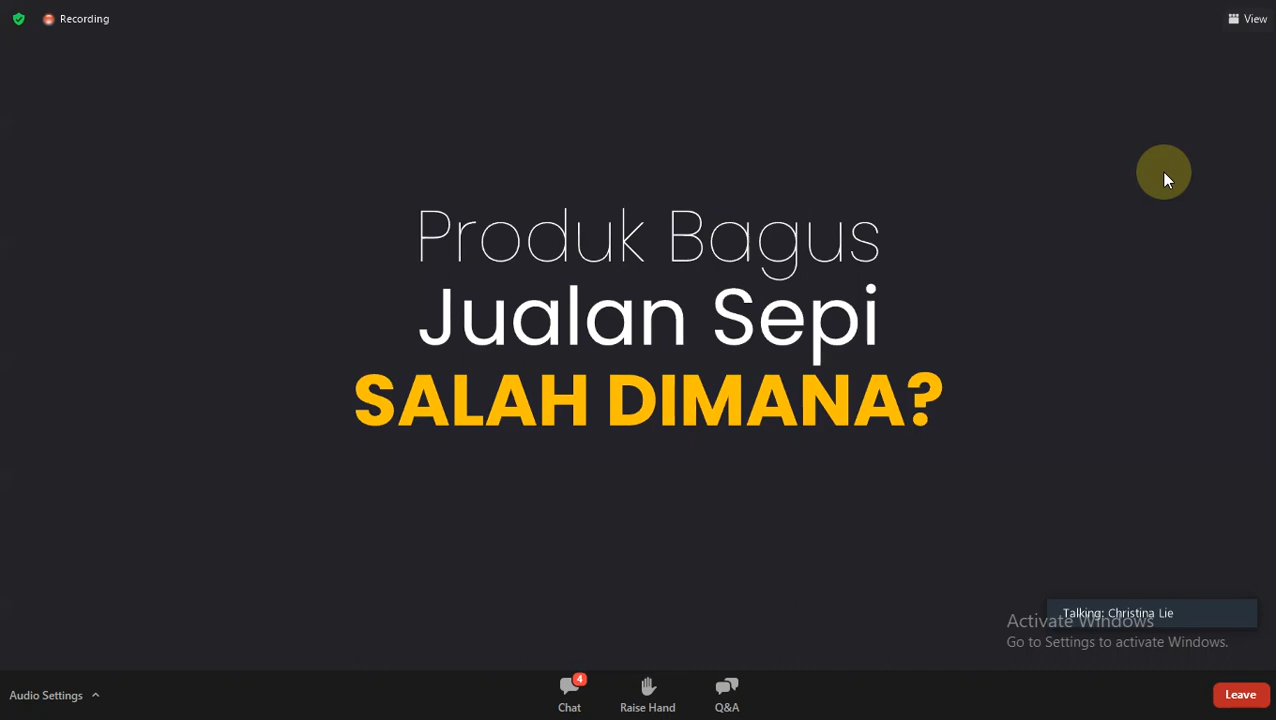 Recording
View
Produk Bagus
Jualan Sepi
SALAH DIMANA?
Talking: Christina Lie
Activate Windows
Go to Settings to activate Windows.
Audio Settings
4
Chat
Raise Hand
Q&A
Leave